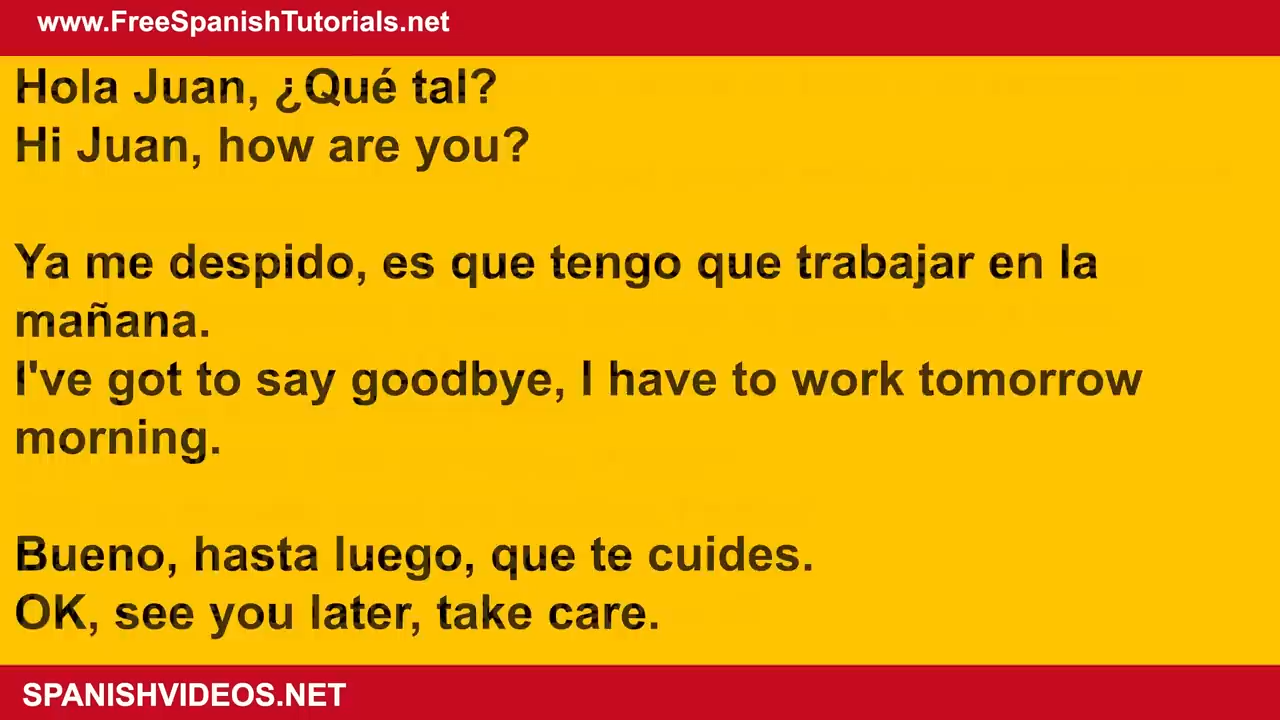 www.FreeSpanishTutorials.net
Hola Juan, ¿Qué tal?
Hi Juan, how are you?
Ya me despido, es que tengo que trabajar en la
mañana.
I've got to say goodbye, I have to work tomorrow
morning.
Bueno, hasta luego, que te cuides.
OK, see you later, take care.
SPANISHVIDEOS.NET